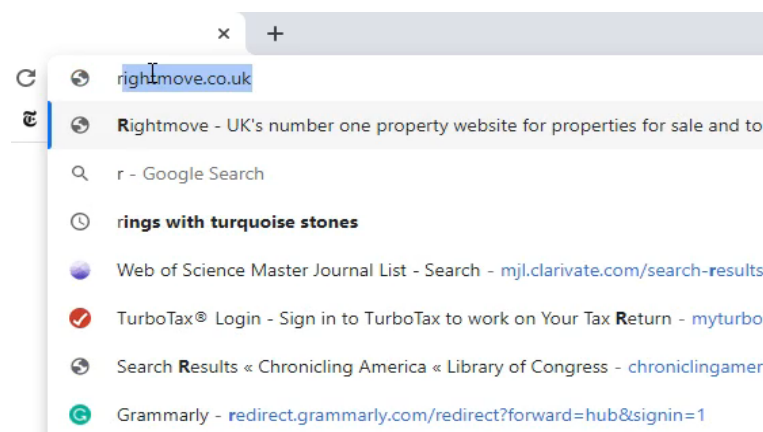 rightmove.co.uk
Rightmove - UK's number one property website for properties for sale and to
r - Google Search
rings with turquoise stones
Web of Science Master Journal List - Search - mjl.clarivate.com/search-results
TurboTax® Login - Sign in to TurboTax to work on Your Tax Return - myturbo
Search Results « Chronicling America « Library of Congress - chroniclingamer
Grammarly - redirect.grammarly.com/redirect?forward=hub&signin=1